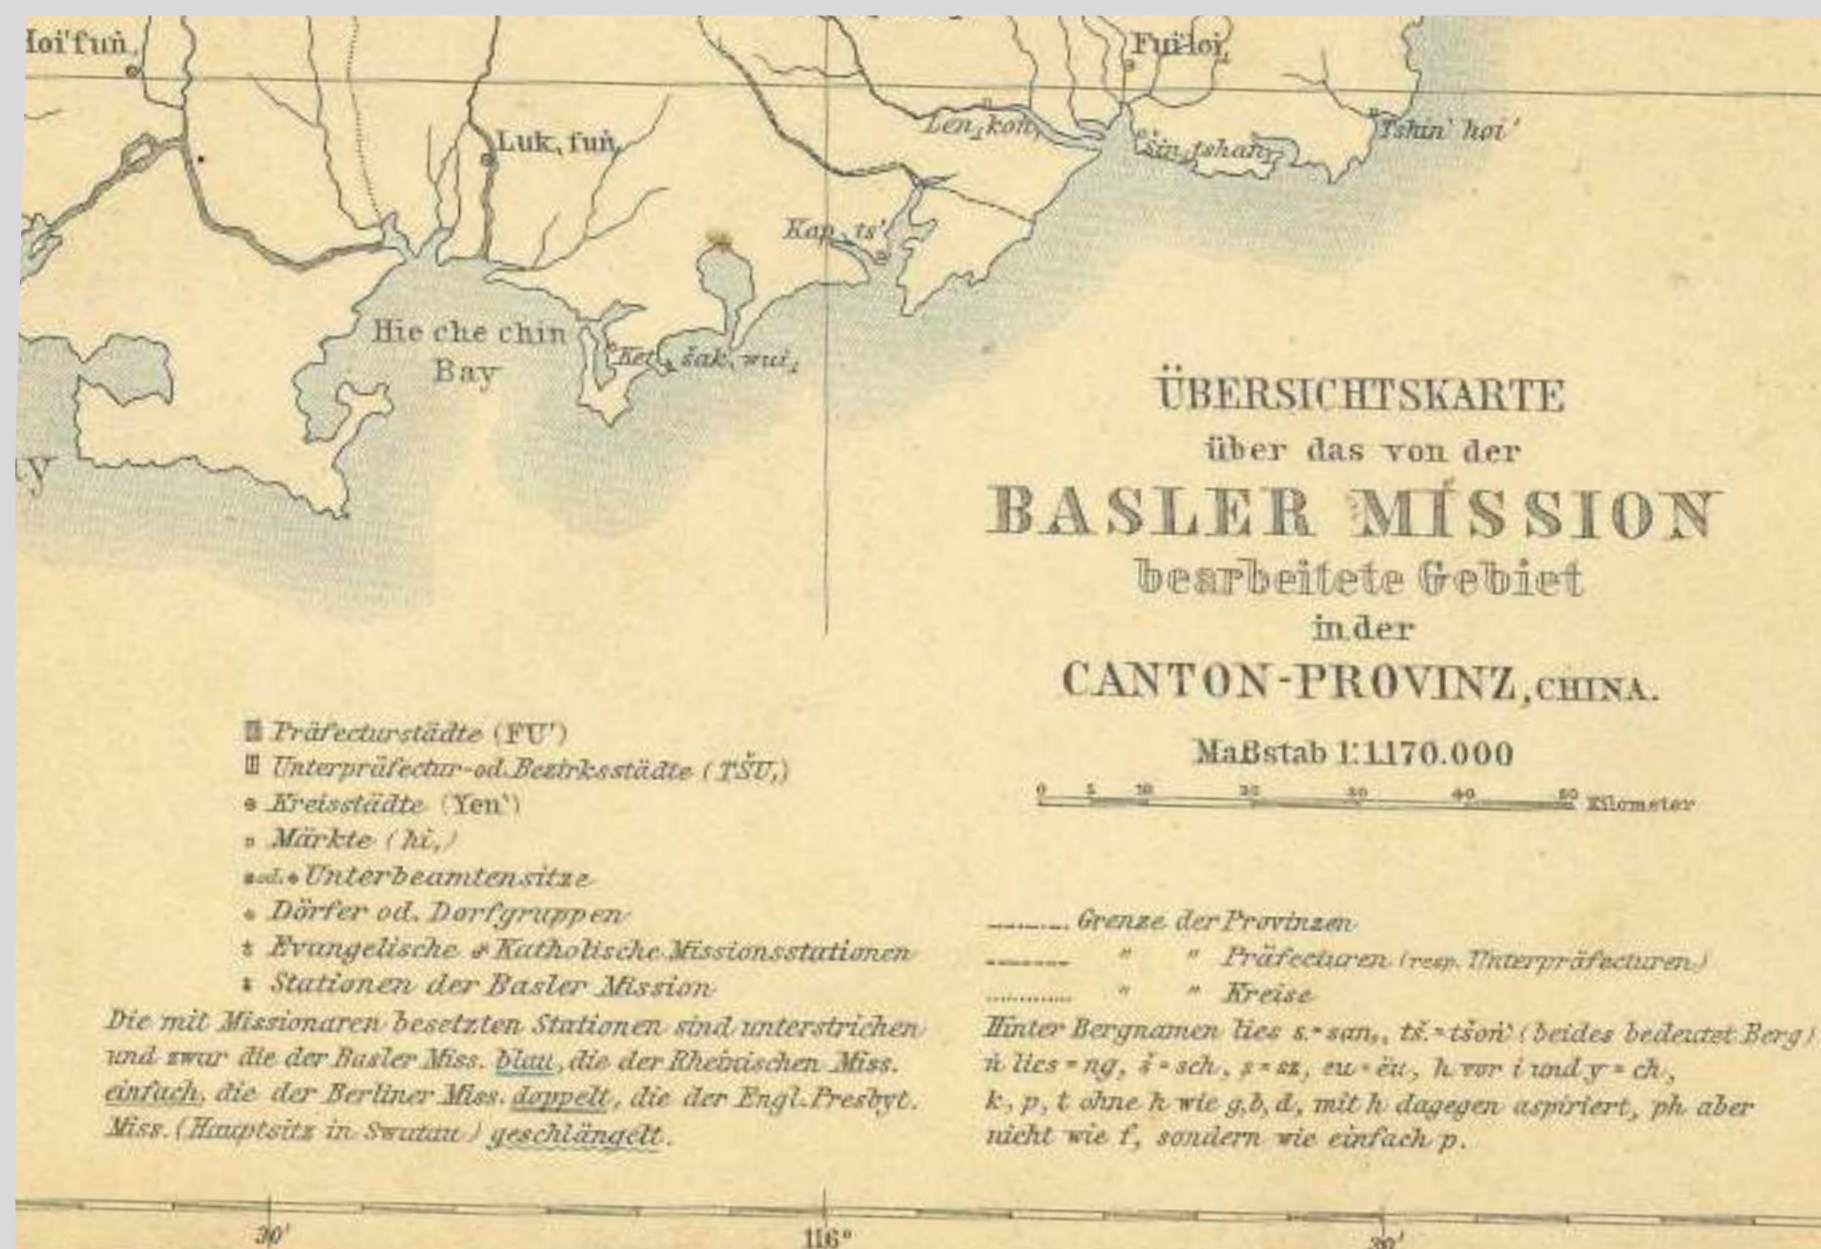 Hoi'fuṅ,
Fui‚loi‚
Luk‚fuṅ
Len‚koṅ,
Šin‚tshaṅ,
Tshin' hoi'
Kap‚ts'
Hie che chin
Bay
Ket‚ šak‚ wui‚
ÜBERSICHTSKARTE
über das von der
BASLER MISSION
bearbeitete Gebiet
in der
CANTON-PROVINZ, CHINA.
Maßstab 1:1.170.000
0 5 10 20 30 40 50 Kilometer
Präfecturstädte (FU')
Unterpräfectur-od. Bezirksstädte (TŠU,)
Kreisstädte (Yen')
Märkte (hi,)
od. Unterbeamtensitze
Dörfer od. Dorfgruppen
Evangelische Katholische Missionsstationen
Stationen der Basler Mission
Die mit Missionaren besetzten Stationen sind unterstrichen
und zwar die der Basler Miss. blau, die der Rheinischen Miss.
einfach, die der Berliner Miss. doppelt, die der Engl. Presbyt.
Miss. (Hauptsitz in Swatau) geschlängelt.
Grenze der Provinzen
" " Präfecturen (resp. Unterpräfecturen)
" " Kreise
Hinter Bergnamen lies s.=san,, tš.=tšoṅ' (beides bedeutet Berg)
ṅ lies = ng, š = sch, ṣ = sz, eu = ëu, h vor i und y = ch,
k, p, t ohne h wie g, b, d, mit h dagegen aspiriert, ph aber
nicht wie f, sondern wie einfach p.
30' 116° 30'